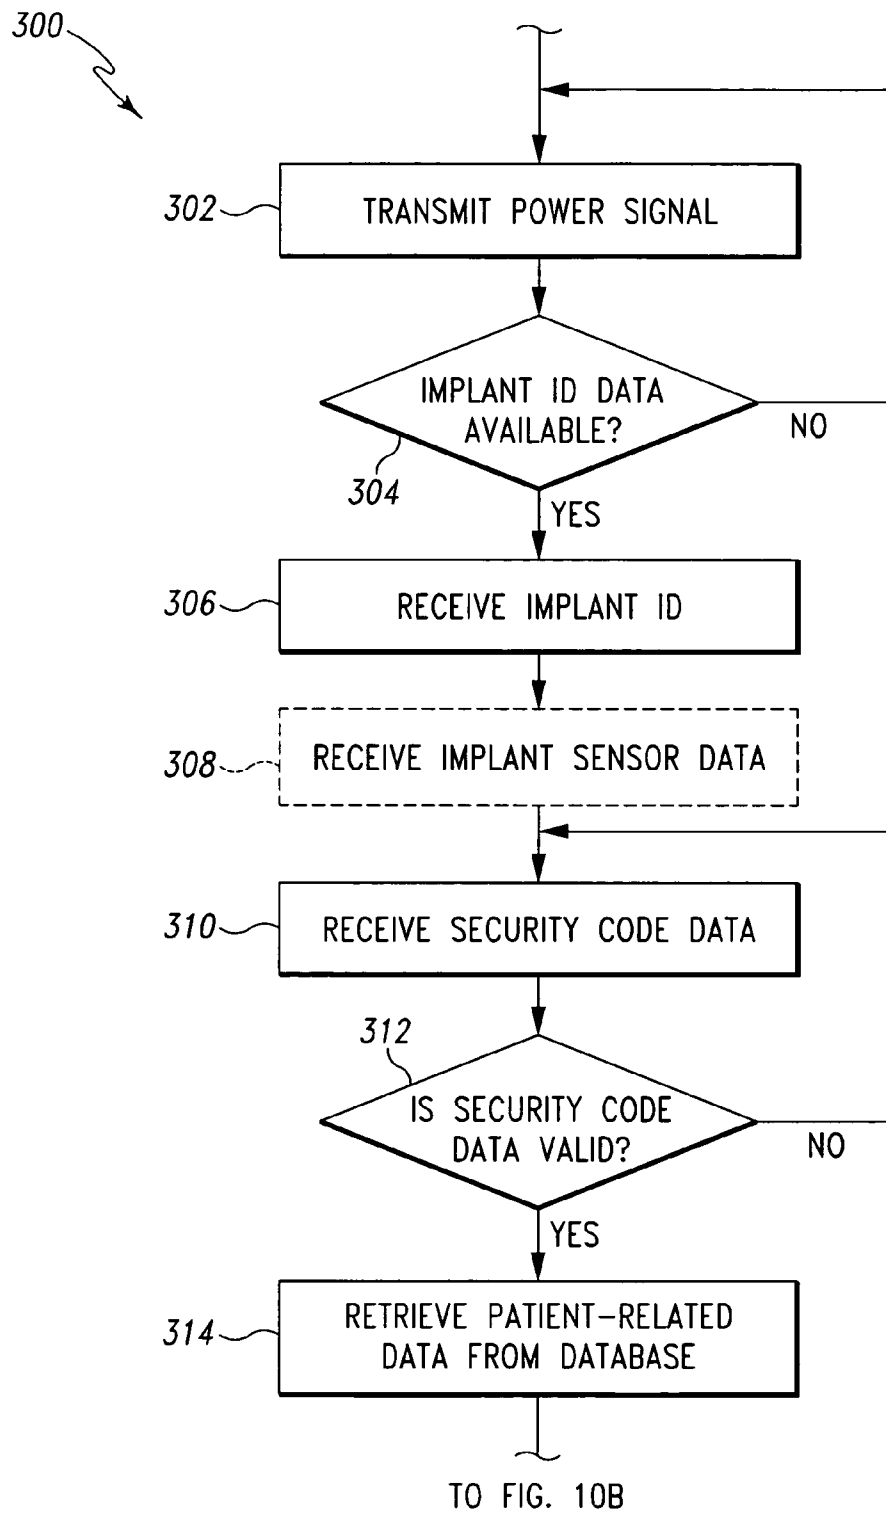 300
302
TRANSMIT POWER SIGNAL
IMPLANT ID DATA
AVAILABLE?
NO
304
YES
306
RECEIVE IMPLANT ID
308
RECEIVE IMPLANT SENSOR DATA
310
RECEIVE SECURITY CODE DATA
312
IS SECURITY CODE
DATA VALID?
NO
YES
314
RETRIEVE PATIENT-RELATED
DATA FROM DATABASE
TO FIG. 10B